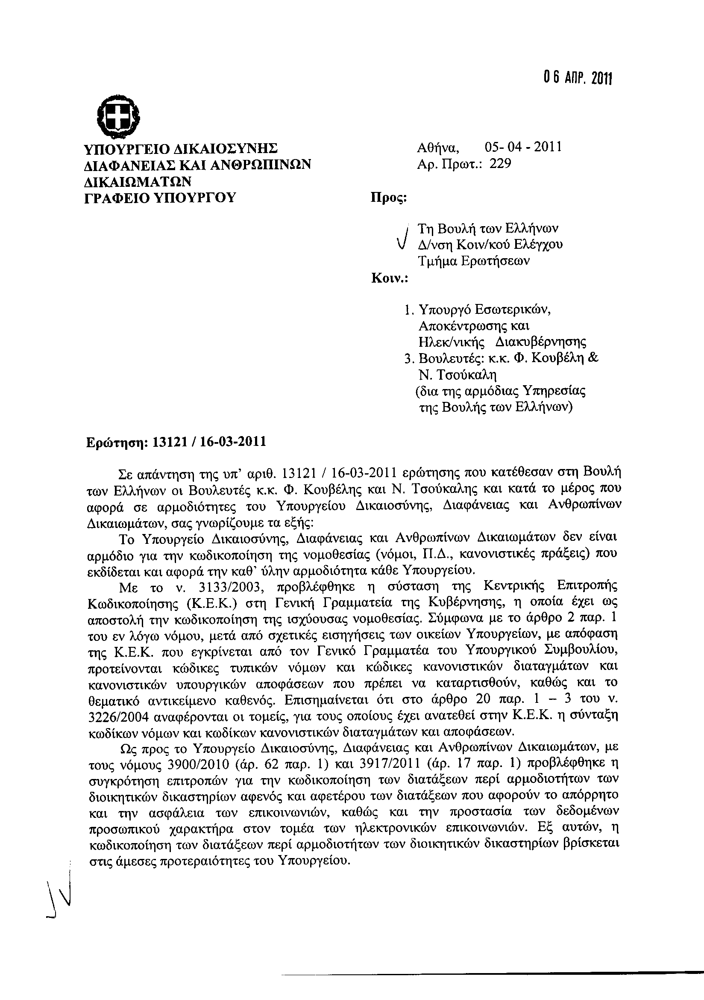 06 ΑΠΡ. 2011
ΥΠΟΥΡΓΕΙΟ ΔΙΚΑΙΟΣΥΝΗΣ
ΔΙΑΦΑΝΕΙΑΣ ΚΑΙ ΑΝΘΡΩΠΙΝΩΝ
ΔΙΚΑΙΩΜΑΤΩΝ
ΓΡΑΦΕΙΟ ΥΠΟΥΡΓΟΥ
Αθήνα, 05- 04 - 2011
Αρ. Πρωτ.: 229
Προς:
Τη Βουλή των Ελλήνων
Δ/νση Κοιν/κού Ελέγχου
Τμήμα Ερωτήσεων
Κοιν.:
1. Υπουργό Εσωτερικών,
Αποκέντρωσης και
Ηλεκ/νικής Διακυβέρνησης
3. Βουλευτές: κ.κ. Φ. Κουβέλη &
Ν. Τσούκαλη
(δια της αρμόδιας Υπηρεσίας
της Βουλής των Ελλήνων)
Ερώτηση: 13121 / 16-03-2011
Σε απάντηση της υπ’ αριθ. 13121 / 16-03-2011 ερώτησης που κατέθεσαν στη Βουλή
των Ελλήνων οι Βουλευτές κ.κ. Φ. Κουβέλης και Ν. Τσούκαλης και κατά το μέρος που
αφορά σε αρμοδιότητες του Υπουργείου Δικαιοσύνης, Διαφάνειας και Ανθρωπίνων
Δικαιωμάτων, σας γνωρίζουμε τα εξής:
Το Υπουργείο Δικαιοσύνης, Διαφάνειας και Ανθρωπίνων Δικαιωμάτων δεν είναι
αρμόδιο για την κωδικοποίηση της νομοθεσίας (νόμοι, Π.Δ., κανονιστικές πράξεις) που
εκδίδεται και αφορά την καθ’ ύλην αρμοδιότητα κάθε Υπουργείου.
Με το ν. 3133/2003, προβλέφθηκε η σύσταση της Κεντρικής Επιτροπής
Κωδικοποίησης (Κ.Ε.Κ.) στη Γενική Γραμματεία της Κυβέρνησης, η οποία έχει ως
αποστολή την κωδικοποίηση της ισχύουσας νομοθεσίας. Σύμφωνα με το άρθρο 2 παρ. 1
του εν λόγω νόμου, μετά από σχετικές εισηγήσεις των οικείων Υπουργείων, με απόφαση
της Κ.Ε.Κ. που εγκρίνεται από τον Γενικό Γραμματέα του Υπουργικού Συμβουλίου,
προτείνονται κώδικες τυπικών νόμων και κώδικες κανονιστικών διαταγμάτων και
κανονιστικών υπουργικών αποφάσεων που πρέπει να καταρτισθούν, καθώς και το
θεματικό αντικείμενο καθενός. Επισημαίνεται ότι στο άρθρο 20 παρ. 1 – 3 του ν.
3226/2004 αναφέρονται οι τομείς, για τους οποίους έχει ανατεθεί στην Κ.Ε.Κ. η σύνταξη
κωδίκων νόμων και κωδίκων κανονιστικών διαταγμάτων και αποφάσεων.
Ως προς το Υπουργείο Δικαιοσύνης, Διαφάνειας και Ανθρωπίνων Δικαιωμάτων, με
τους νόμους 3900/2010 (άρ. 62 παρ. 1) και 3917/2011 (άρ. 17 παρ. 1) προβλέφθηκε η
συγκρότηση επιτροπών για την κωδικοποίηση των διατάξεων περί αρμοδιοτήτων των
διοικητικών δικαστηρίων αφενός και αφετέρου των διατάξεων που αφορούν το απόρρητο
και την ασφάλεια των επικοινωνιών, καθώς και την προστασία των δεδομένων
προσωπικού χαρακτήρα στον τομέα των ηλεκτρονικών επικοινωνιών. Εξ αυτών, η
κωδικοποίηση των διατάξεων περί αρμοδιοτήτων των διοικητικών δικαστηρίων βρίσκεται
στις άμεσες προτεραιότητες του Υπουργείου.